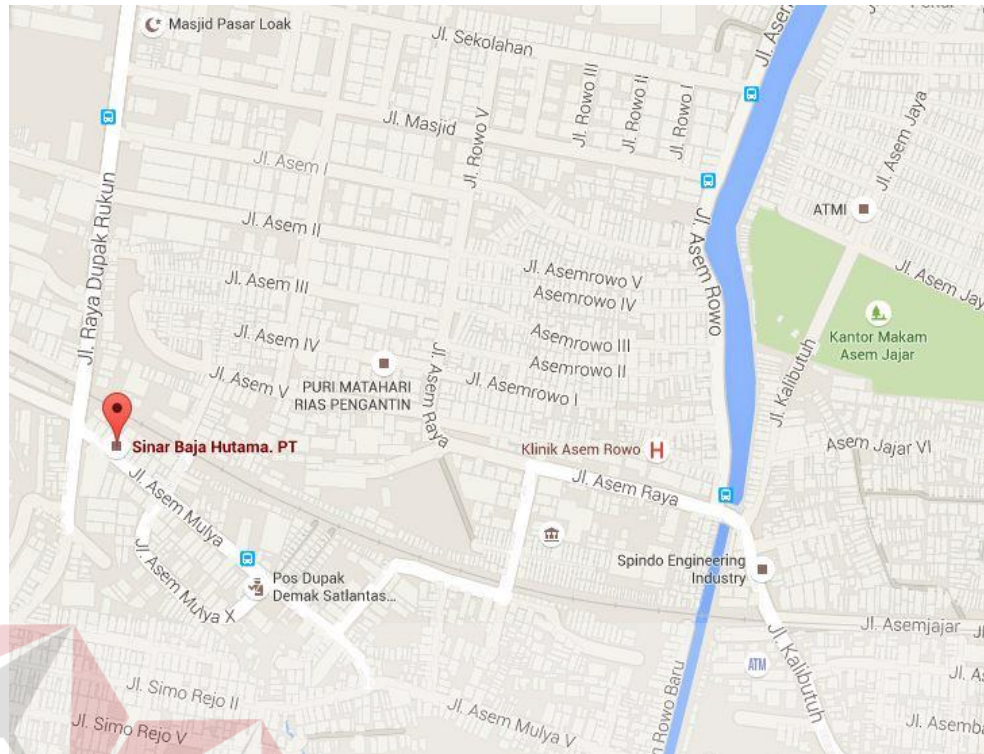 Masjid Pasar Loak
Jl. Sekolahan
Jl. Asem
Jl. Rowo III
Jl. Rowo II
Jl. Rowo I
Jl. Masjid
Jl. Rowo V
Jl. Asem Jaya
Jl. Asem I
ATMI
Jl. Raya Dupak Rukun
Jl. Asem II
Jl. Asem Rowo
Jl. Asem Jay
Jl. Asem III
Jl. Asemrowo V
Asemrowo IV
Kantor Makam
Asem Jajar
Jl. Asem IV
Asemrowo III
Asemrowo II
Jl. Asem V
PURI MATAHARI
RIAS PENGANTIN
Jl. Asem Raya
Jl. Asemrowo I
Jl. Kalibutuh
Sinar Baja Hutama. PT
Klinik Asem Rowo
H
Asem Jajar VI
Jl. Asem Raya
Jl. Asem Mulya
Spindo Engineering
Industry
Pos Dupak
Demak Satlantas...
Jl. Asem Mulya X
Jl. Asemjajar
Jl. Kalibutuh
ATM
Jl. Simo Rejo II
Jl. Simo Rejo V
Jl. Asem Mulya V
Rowo Baru
Jl. As
Jl. Asemba